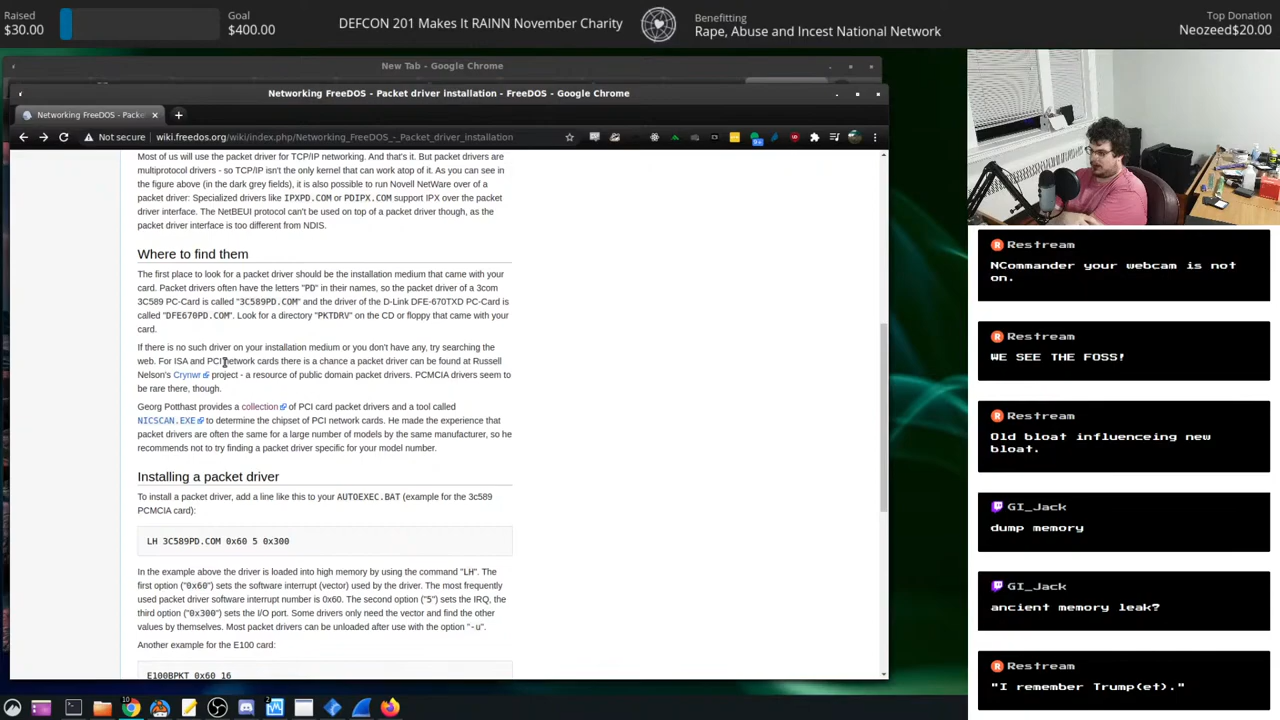 Raised
$30.00
Goal
$400.00
DEFCON 201 Makes It RAINN November Charity
Benefitting
Rape, Abuse and Incest National Network
Top Donation
Neozeed$20.00
New Tab - Google Chrome
Networking FreeDOS - Packet driver installation - FreeDOS - Google Chrome
Networking FreeDOS - Packe
Not secure
wiki.freedos.org/wiki/index.php/Networking_FreeDOS_-_Packet_driver_installation
Most of us will use the packet driver for TCP/IP networking. And that's it. But packet drivers are
multiprotocol drivers - so TCP/IP isn't the only kernel that can work atop of it. As you can see in
the figure above (in the dark grey fields), it is also possible to run Novell NetWare over of a
packet driver: Specialized drivers like IPXPD.COM or PDIPX.COM support IPX over the packet
driver interface. The NetBEUI protocol can't be used on top of a packet driver though, as the
packet driver interface is too different from NDIS.
Where to find them
The first place to look for a packet driver should be the installation medium that came with your
card. Packet drivers often have the letters "PD" in their names, so the packet driver of a 3com
3C589 PC-Card is called "3C589PD.COM" and the driver of the D-Link DFE-670TXD PC-Card is
called "DFE670PD.COM". Look for a directory "PKTDRV" on the CD or floppy that came with your
card.
If there is no such driver on your installation medium or you don't have any, try searching the
web. For ISA and PCI network cards there is a chance a packet driver can be found at Russell
Nelson's Crynwr project - a resource of public domain packet drivers. PCMCIA drivers seem to
be rare there, though.
Georg Potthast provides a collection of PCI card packet drivers and a tool called
NICSCAN.EXE to determine the chipset of PCI network cards. He made the experience that
packet drivers are often the same for a large number of models by the same manufacturer, so he
recommends not to try finding a packet driver specific for your model number.
Installing a packet driver
To install a packet driver, add a line like this to your AUTOEXEC.BAT (example for the 3c589
PCMCIA card):
LH 3C589PD.COM 0x60 5 0x300
In the example above the driver is loaded into high memory by using the command "LH". The
first option ("0x60") sets the software interrupt (vector) used by the driver. The most frequently
used packet driver software interrupt number is 0x60. The second option ("5") sets the IRQ, the
third option ("0x300") sets the I/O port. Some drivers only need the vector and find the other
values by themselves. Most packet drivers can be unloaded after use with the option "-u".
Another example for the E100 card:
E100BPKT 0x60 16
Restream
NCommander your webcam is not
on.
Restream
WE SEE THE FOSS!
Restream
Old bloat influenceing new
bloat.
GI_Jack
dump memory
GI_Jack
ancient memory leak?
Restream
"I remember Trump(et)."